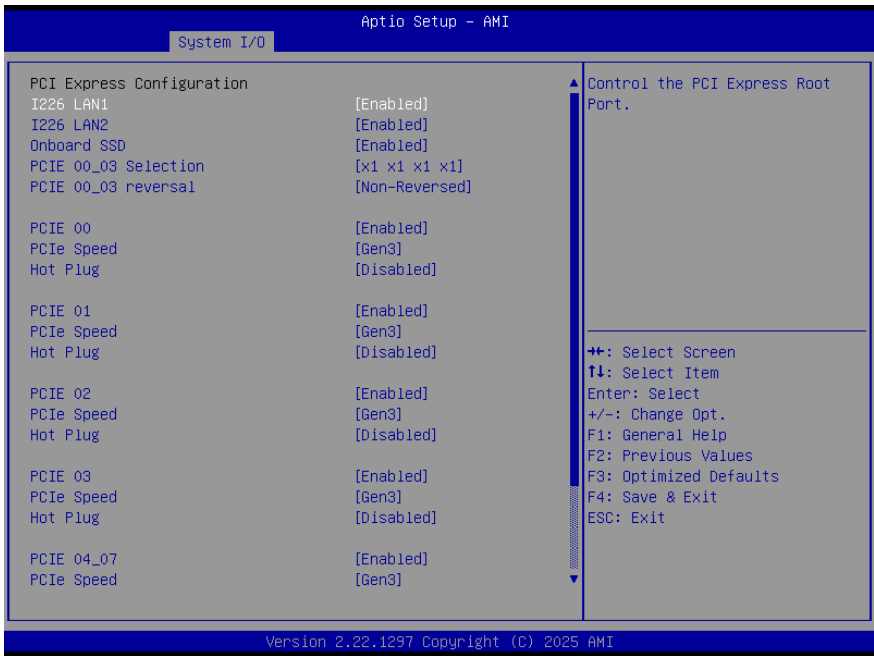 Aptio Setup - AMI
System I/O
PCI Express Configuration
I226 LAN1 [Enabled]
I226 LAN2 [Enabled]
Onboard SSD [Enabled]
PCIE 00_03 Selection [x1 x1 x1 x1]
PCIE 00_03 reversal [Non-Reversed]
PCIE 00 [Enabled]
PCIe Speed [Gen3]
Hot Plug [Disabled]
PCIE 01 [Enabled]
PCIe Speed [Gen3]
Hot Plug [Disabled]
PCIE 02 [Enabled]
PCIe Speed [Gen3]
Hot Plug [Disabled]
PCIE 03 [Enabled]
PCIe Speed [Gen3]
Hot Plug [Disabled]
PCIE 04_07 [Enabled]
PCIe Speed [Gen3]
Control the PCI Express Root
Port.
→←: Select Screen
↑↓: Select Item
Enter: Select
+/-: Change Opt.
F1: General Help
F2: Previous Values
F3: Optimized Defaults
F4: Save & Exit
ESC: Exit
Version 2.22.1297 Copyright (C) 2025 AMI